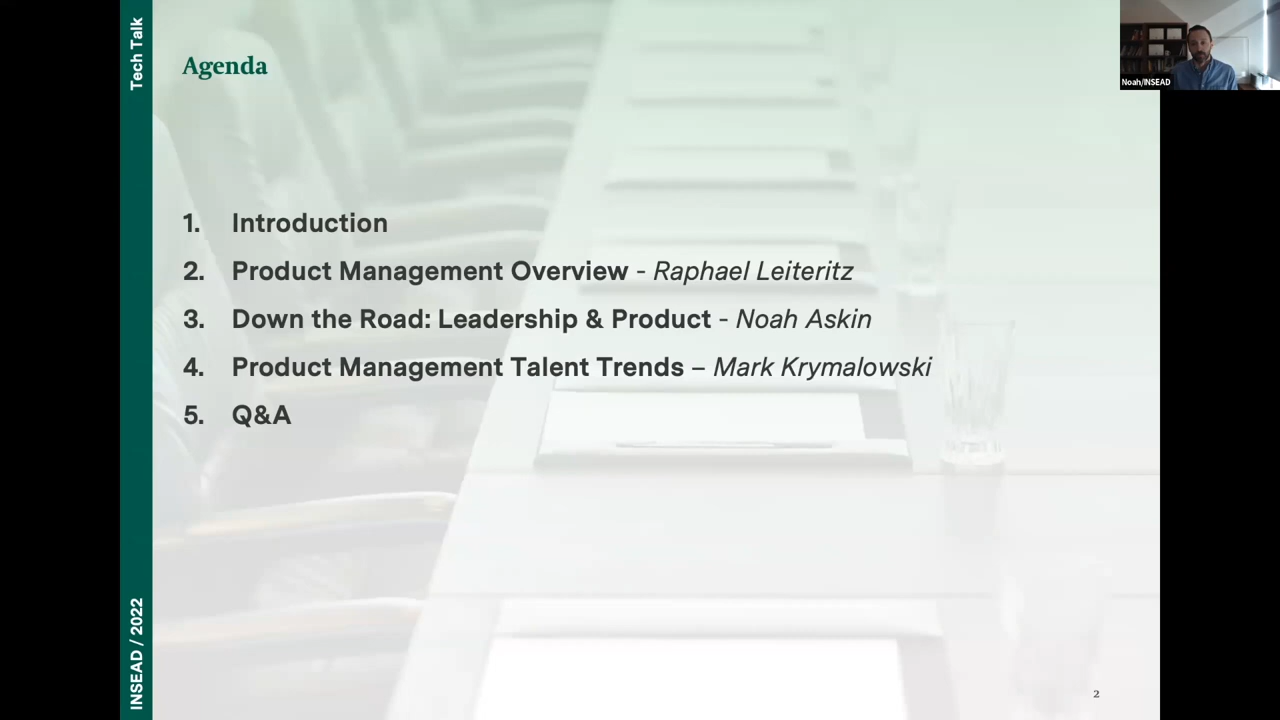 Tech Talk
Agenda
Noah/INSEAD
1. Introduction
2. Product Management Overview - Raphael Leiteritz
3. Down the Road: Leadership & Product - Noah Askin
4. Product Management Talent Trends – Mark Krymalowski
5. Q&A
INSEAD / 2022
2